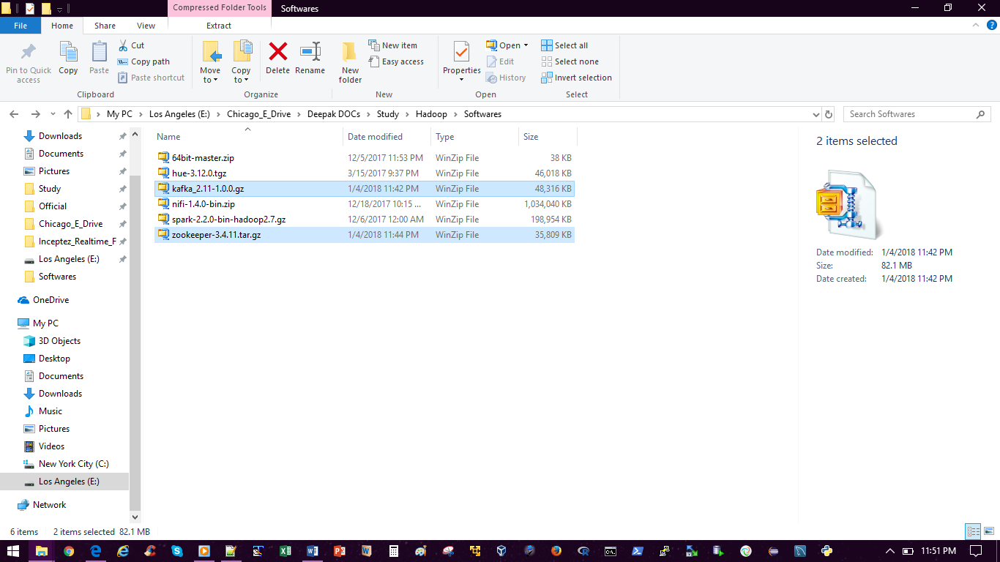 Compressed Folder Tools Softwares
File Home Share View Extract
Pin to Quick access
Copy
Paste
Cut
Copy path
Paste shortcut
Clipboard
Move to
Copy to
Delete
Rename
Organize
New folder
New item
Easy access
New
Properties
Open
Edit
History
Open
Select all
Select none
Invert selection
Select
My PC Los Angeles (E:) Chicago_E_Drive Deepak DOCs Study Hadoop Softwares
Search Softwares
Downloads
Documents
Pictures
Study
Official
Chicago_E_Drive
Inceptez_Realtime_F
Los Angeles (E:)
Softwares
OneDrive
My PC
3D Objects
Desktop
Documents
Downloads
Music
Pictures
Videos
New York City (C:)
Los Angeles (E:)
Network
Name Date modified Type Size
64bit-master.zip 12/5/2017 11:53 PM WinZip File 38 KB
hue-3.12.0.tgz 3/15/2017 9:37 PM WinZip File 46,018 KB
kafka_2.11-1.0.0.gz 1/4/2018 11:42 PM WinZip File 48,316 KB
nifi-1.4.0-bin.zip 12/18/2017 10:15 ... WinZip File 1,034,040 KB
spark-2.2.0-bin-hadoop2.7.gz 12/6/2017 12:00 AM WinZip File 198,954 KB
zookeeper-3.4.11.tar.gz 1/4/2018 11:44 PM WinZip File 35,809 KB
2 items selected
Date modified: 1/4/2018 11:42 PM
Size: 82.1 MB
Date created: 1/4/2018 11:42 PM
6 items 2 items selected 82.1 MB
11:51 PM